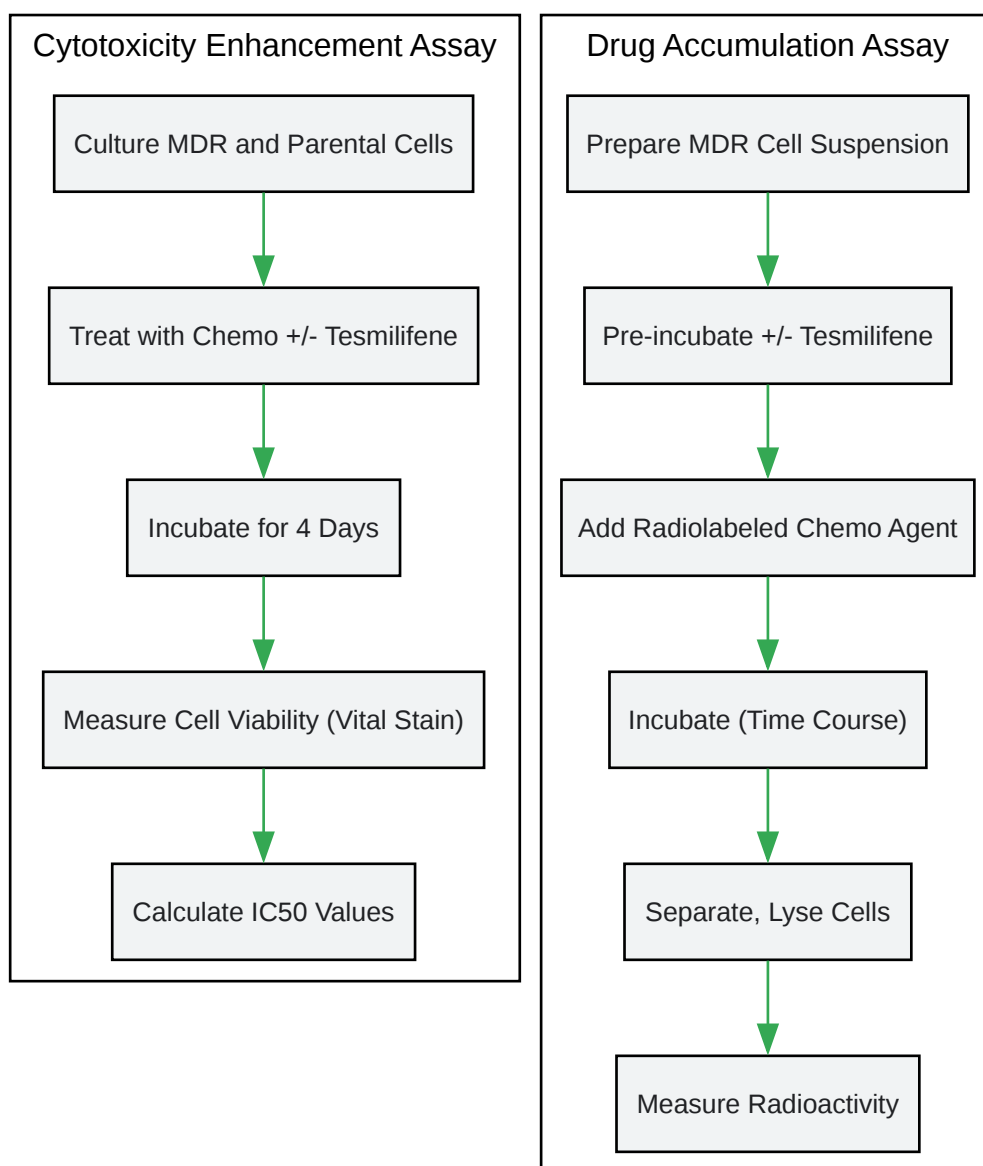 Cytotoxicity Enhancement Assay
Culture MDR and Parental Cells
Treat with Chemo +/- Tesmilifene
Incubate for 4 Days
Measure Cell Viability (Vital Stain)
Calculate IC50 Values
Drug Accumulation Assay
Prepare MDR Cell Suspension
Pre-incubate +/- Tesmilifene
Add Radiolabeled Chemo Agent
Incubate (Time Course)
Separate, Lyse Cells
Measure Radioactivity